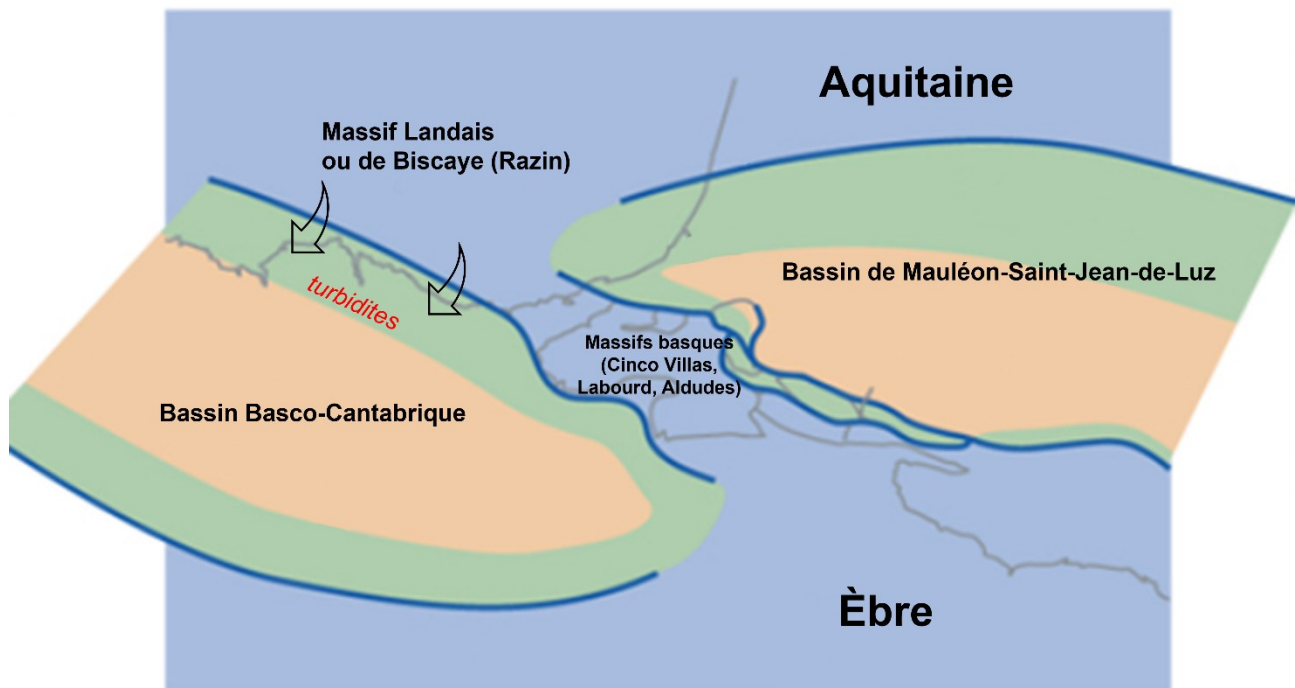 Aquitaine
Massif Landais
ou de Biscaye (Razin)
Bassin de Mauléon-Saint-Jean-de-Luz
turbidites
Massifs basques
(Cinco Villas,
Labourd, Aldudes)
Bassin Basco-Cantabrique
Èbre